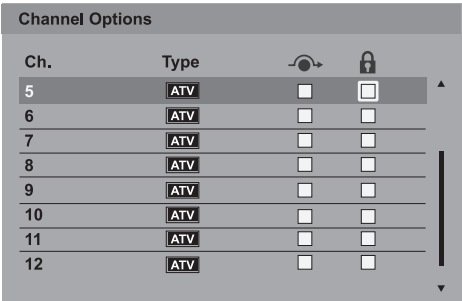 Channel Options
Ch. Type
5 ATV
6 ATV
7 ATV
8 ATV
9 ATV
10 ATV
11 ATV
12 ATV